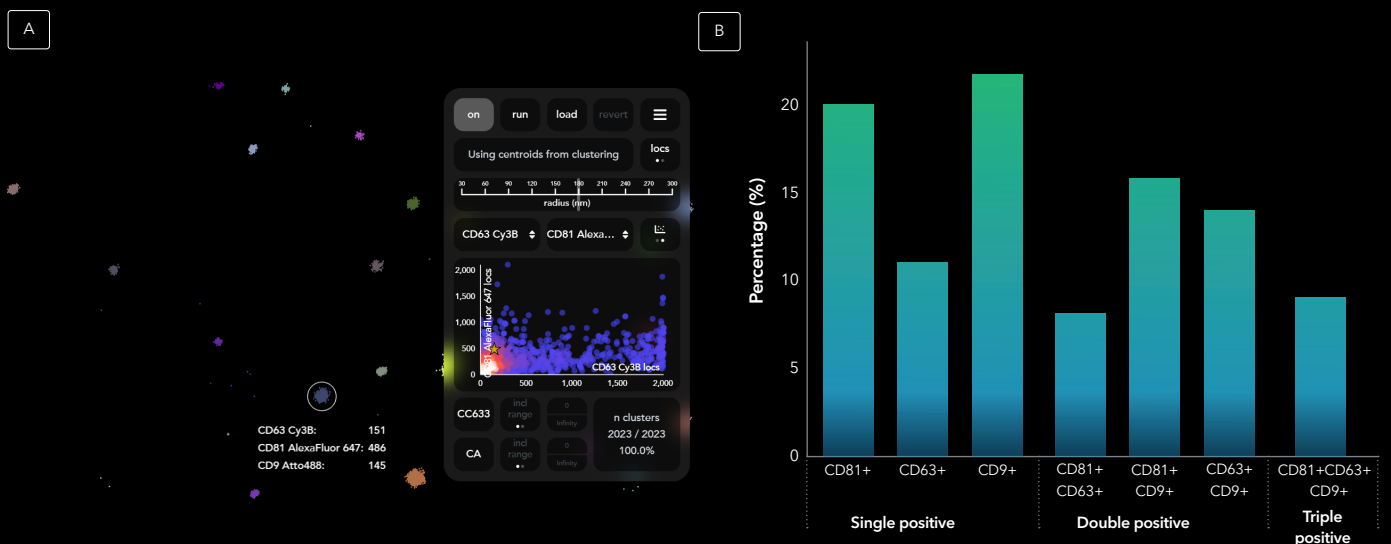 A
on run load revert
Using centroids from clustering locs
30 60 90 120 150 180 210 240 270 300
radius (nm)
CD63 Cy3B CD81 Alexa...
2,000
1,500
1,000
500
0
CD81 AlexaFluor 647 locs
CD63 Cy3B locs
0 500 1,000 1,500 2,000
CC633
incl
range
0
Infinity
CA
incl
range
0
Infinity
n clusters
2023 / 2023
100.0%
CD63 Cy3B: 151
CD81 AlexaFluor 647: 486
CD9 Atto488: 145
B
Percentage (%)
20
15
10
5
0
CD81+ CD63+ CD9+ CD81+ CD81+ CD63+ CD81+CD63+
CD63+ CD9+ CD9+ CD9+
Single positive Double positive Triple
positive